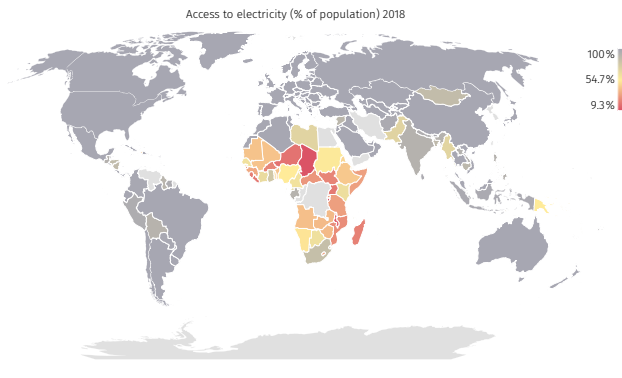 Access to electricity (% of population) 2018
100%
54.7%
9.3%